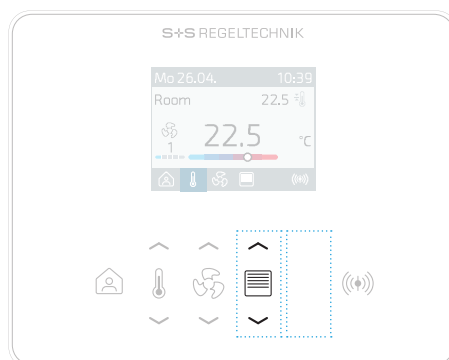 S+S REGELTECHNIK
Mo 26.04. 10:39
Room 22.5
22.5 °C
1